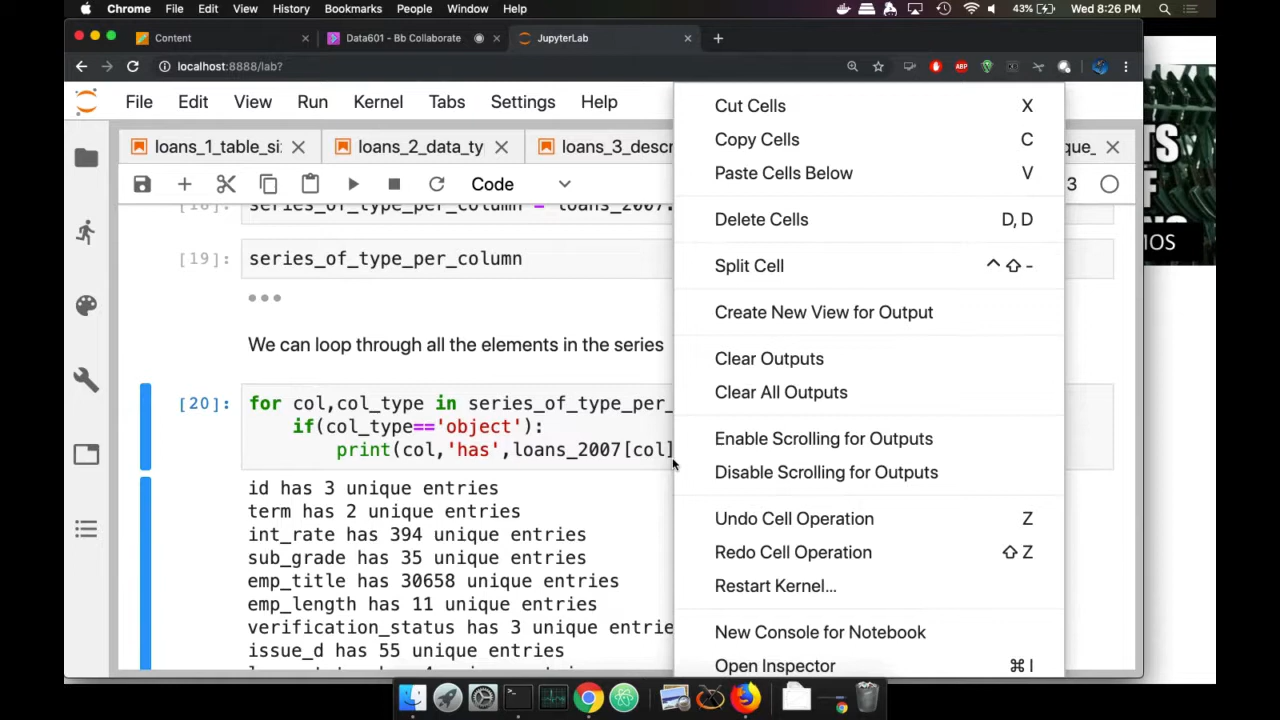 Chrome File Edit View History Bookmarks People Window Help 43% Wed 8:26 PM
Content Data601 - Bb Collaborate JupyterLab
localhost:8888/lab? ABP
File Edit View Run Kernel Tabs Settings Help
loans_1_table_si loans_2_data_ty loans_3_descr que_
Code 3
series_of_type_per_column = loans_2007.
[19]: series_of_type_per_column
We can loop through all the elements in the series
[20]: for col,col_type in series_of_type_per_
if(col_type=='object'):
print(col,'has',loans_2007[col]
id has 3 unique entries
term has 2 unique entries
int_rate has 394 unique entries
sub_grade has 35 unique entries
emp_title has 30658 unique entries
emp_length has 11 unique entries
verification_status has 3 unique entrie
issue_d has 55 unique entries
Cut Cells X
Copy Cells C
Paste Cells Below V
Delete Cells D, D
Split Cell ^⇧-
Create New View for Output
Clear Outputs
Clear All Outputs
Enable Scrolling for Outputs
Disable Scrolling for Outputs
Undo Cell Operation Z
Redo Cell Operation ⇧Z
Restart Kernel...
New Console for Notebook
Open Inspector ⌘I
TS
F
MOS